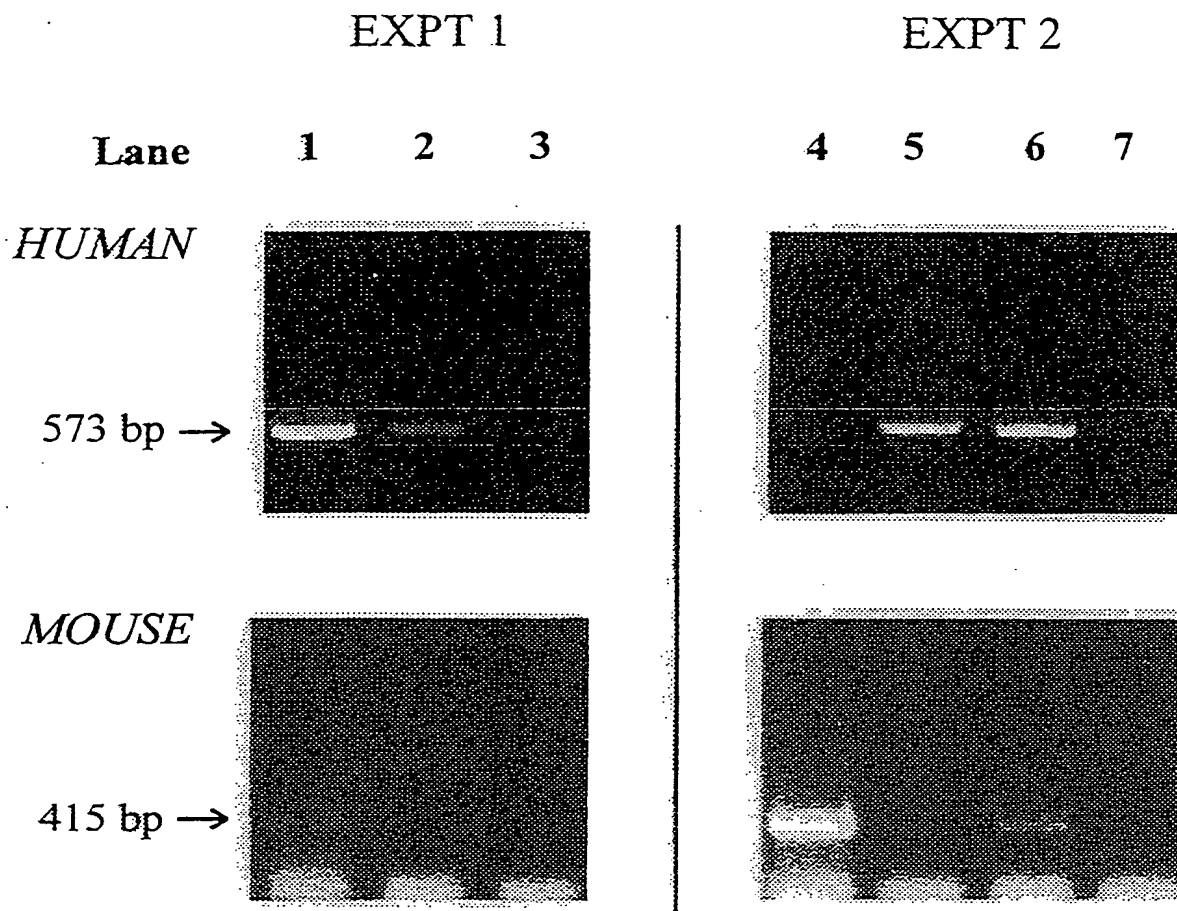 EXPT 1 EXPT 2
Lane 1 2 3 4 5 6 7
HUMAN
573 bp →
MOUSE
415 bp →